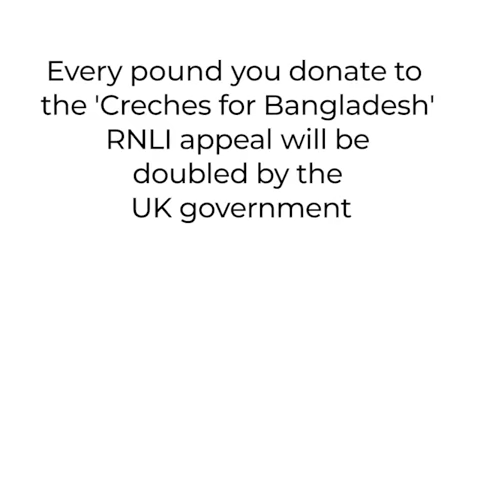 Every pound you donate to
the 'Creches for Bangladesh'
RNLI appeal will be
doubled by the
UK government